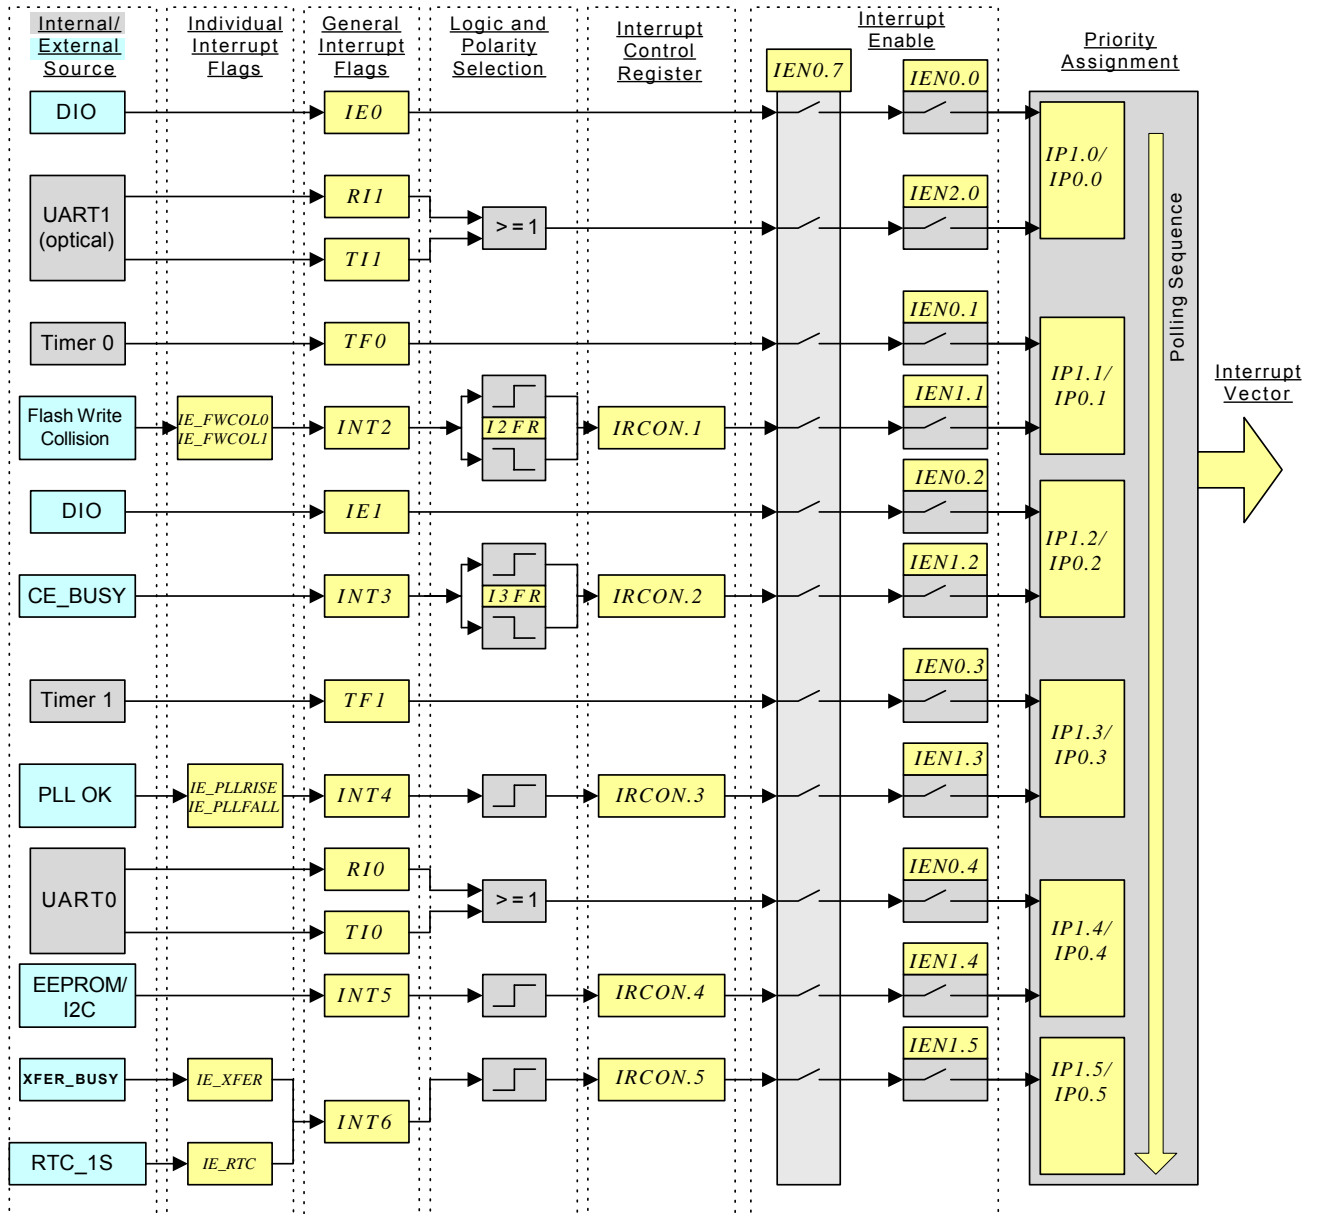 Internal/
External
Source
Individual
Interrupt
Flags
General
Interrupt
Flags
Logic and
Polarity
Selection
Interrupt
Control
Register
Interrupt
Enable
Priority
Assignment
IEN0.7
IEN0.0
DIO
IE0
IP1.0/
IP0.0
UART1
(optical)
RI1
TI1
>=1
IEN2.0
Polling Sequence
Timer 0
TF0
IEN0.1
IP1.1/
IP0.1
Flash Write
Collision
IE_FWCOL0
IE_FWCOL1
INT2
I2FR
IRCON.1
IEN1.1
Interrupt
Vector
DIO
IE1
IEN0.2
IP1.2/
IP0.2
CE_BUSY
INT3
I3FR
IRCON.2
IEN1.2
Timer 1
TF1
IEN0.3
IP1.3/
IP0.3
PLL OK
IE_PLLRISE
IE_PLLFALL
INT4
IRCON.3
IEN1.3
UART0
RI0
TI0
>=1
IEN0.4
IP1.4/
IP0.4
EEPROM/
I2C
INT5
IRCON.4
IEN1.4
XFER_BUSY
IE_XFER
INT6
IRCON.5
IEN1.5
IP1.5/
IP0.5
RTC_1S
IE_RTC